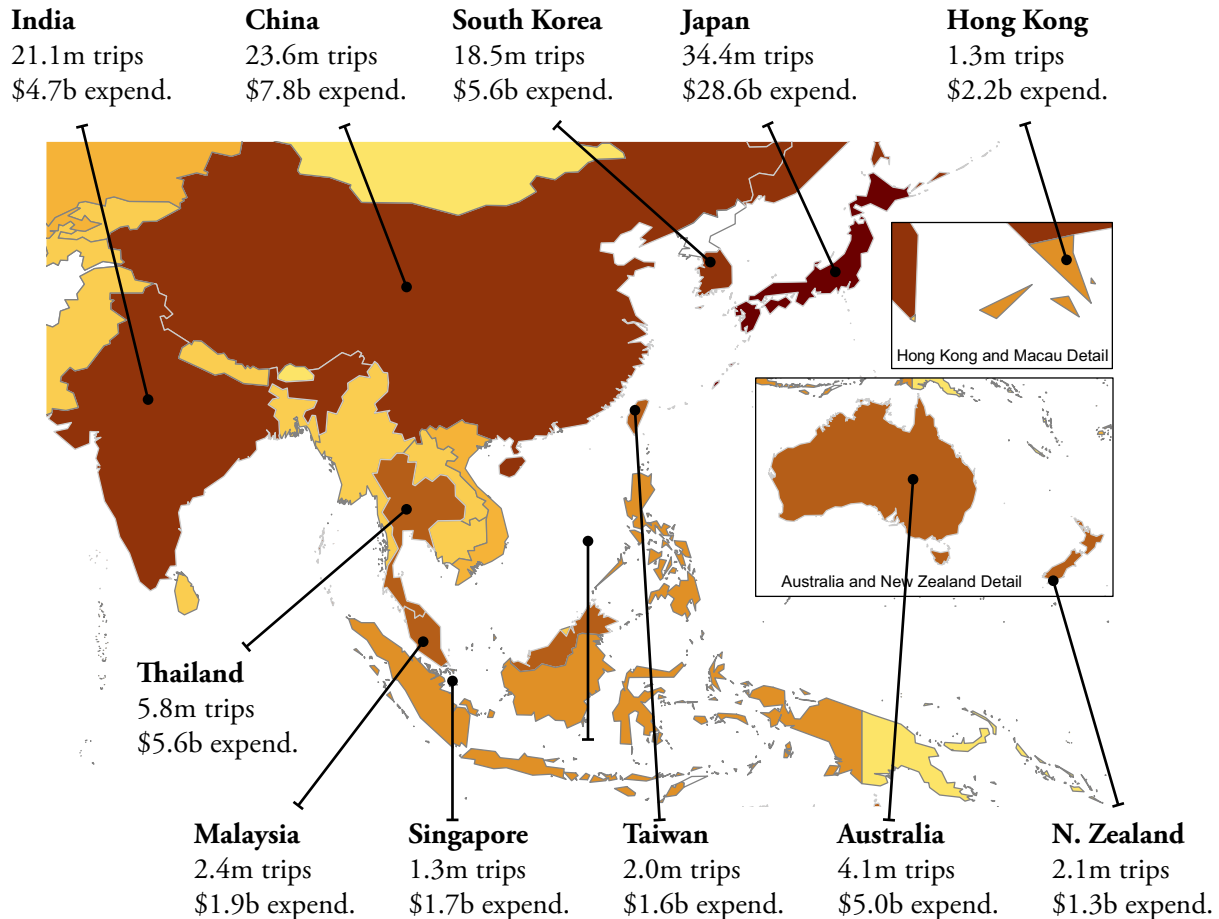 India
21.1m trips
$4.7b expend.
China
23.6m trips
$7.8b expend.
South Korea
18.5m trips
$5.6b expend.
Japan
34.4m trips
$28.6b expend.
Hong Kong
1.3m trips
$2.2b expend.
Hong Kong and Macau Detail
Australia and New Zealand Detail
Thailand
5.8m trips
$5.6b expend.
Malaysia
2.4m trips
$1.9b expend.
Singapore
1.3m trips
$1.7b expend.
Taiwan
2.0m trips
$1.6b expend.
Australia
4.1m trips
$5.0b expend.
N. Zealand
2.1m trips
$1.3b expend.